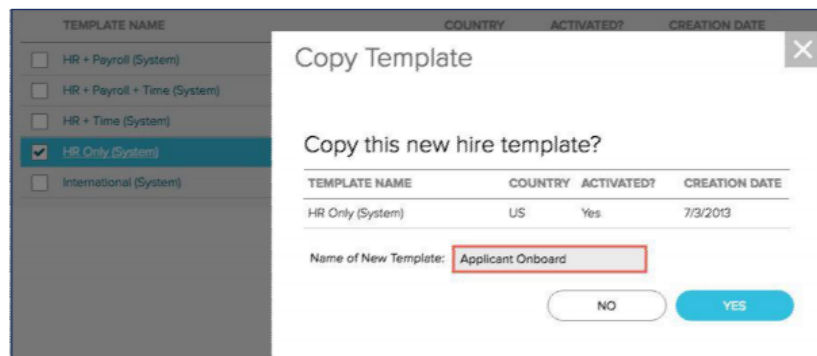 TEMPLATE NAME COUNTRY ACTIVATED? CREATION DATE
HR + Payroll (System)
HR + Payroll + Time (System)
HR + Time (System)
HR Only (System)
International (System)
Copy Template
Copy this new hire template?
TEMPLATE NAME COUNTRY ACTIVATED? CREATION DATE
HR Only (System) US Yes 7/3/2013
Name of New Template: Applicant Onboard
NO YES